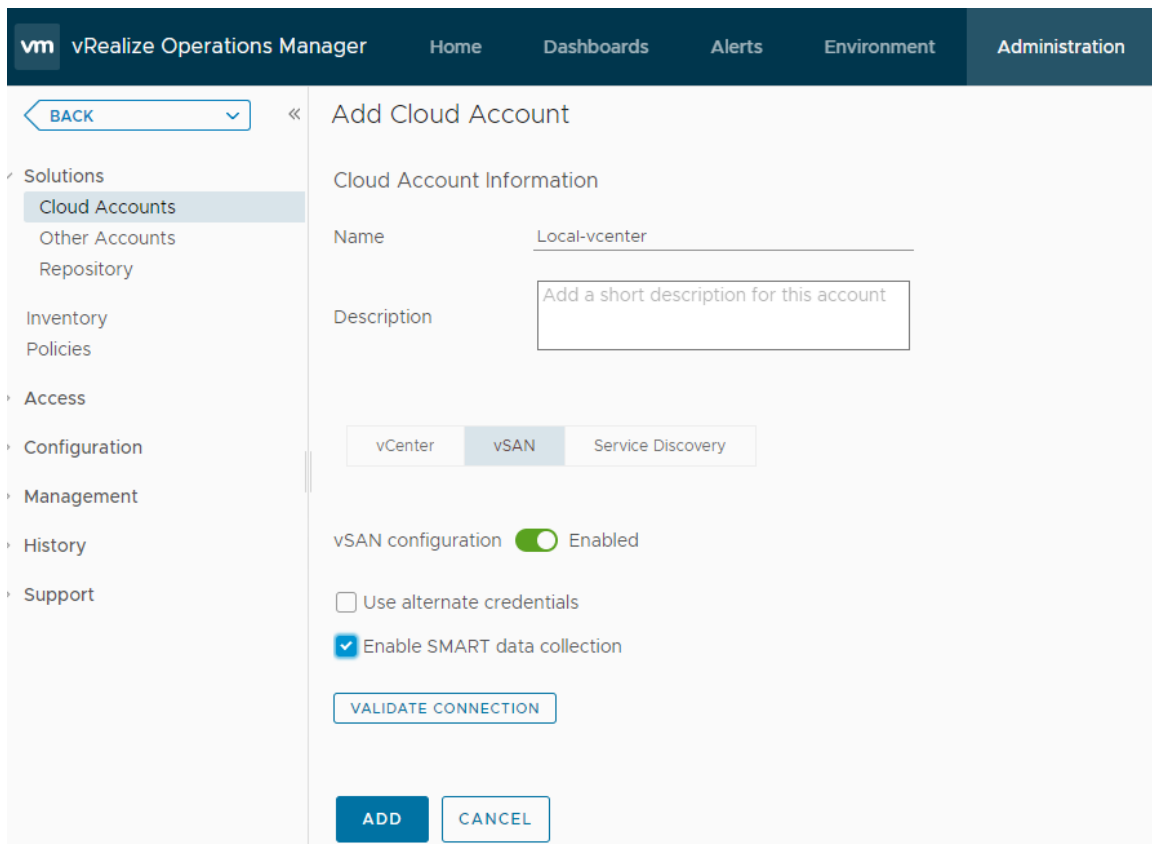 vm vRealize Operations Manager Home Dashboards Alerts Environment Administration
BACK
Solutions
Cloud Accounts
Other Accounts
Repository
Inventory
Policies
Access
Configuration
Management
History
Support
Add Cloud Account
Cloud Account Information
Name Local-vcenter
Description Add a short description for this account
vCenter vSAN Service Discovery
vSAN configuration Enabled
Use alternate credentials
Enable SMART data collection
VALIDATE CONNECTION
ADD CANCEL